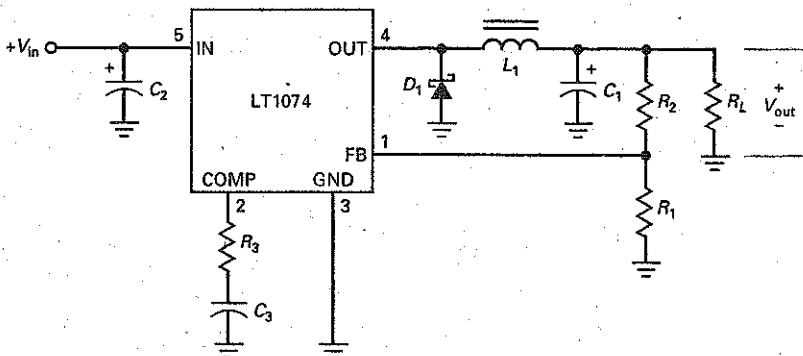 +Vin
5
IN
OUT
4
+
C2
LT1074
D1
L1
+
C1
R2
RL
+
Vout
−
FB
1
COMP
GND
2
3
R1
R3
C3